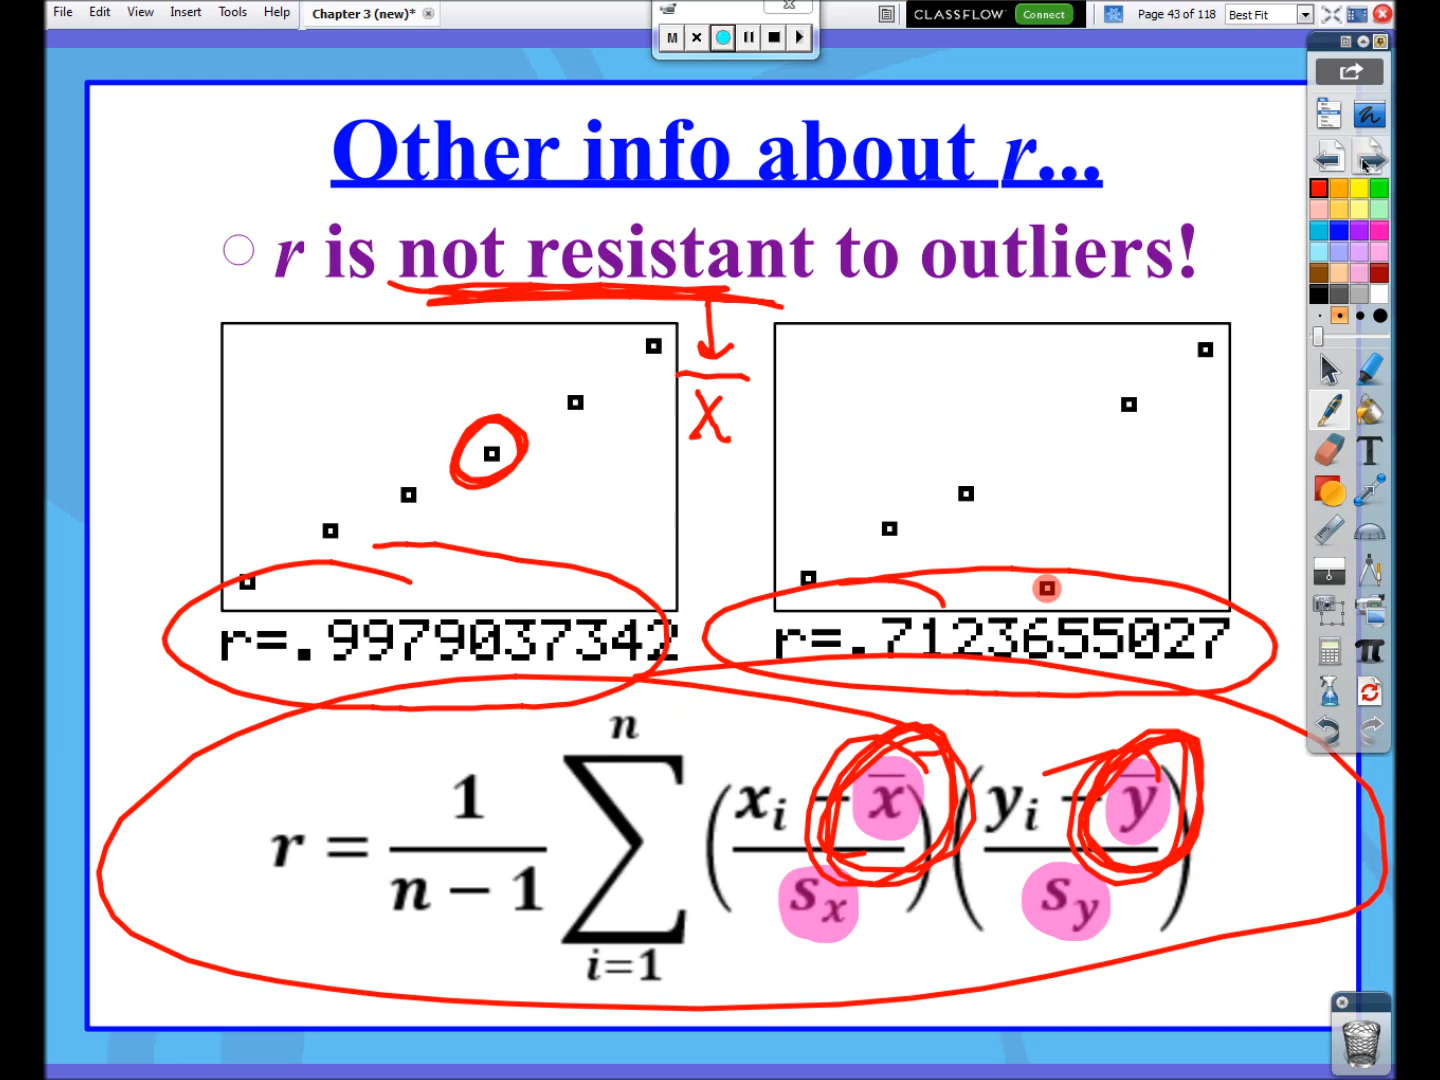 File Edit View Insert Tools Help Chapter 3 (new)* M CLASSFLOW Connect Page 43 of 118 Best Fit
Other info about r...
r is not resistant to outliers!
x̅
r=.9979037342 r=.7123655027
r = 1/(n − 1) ∑ n i=1 ((xᵢ − x̅)/sₓ)((yᵢ − y̅)/s_y)
T
π